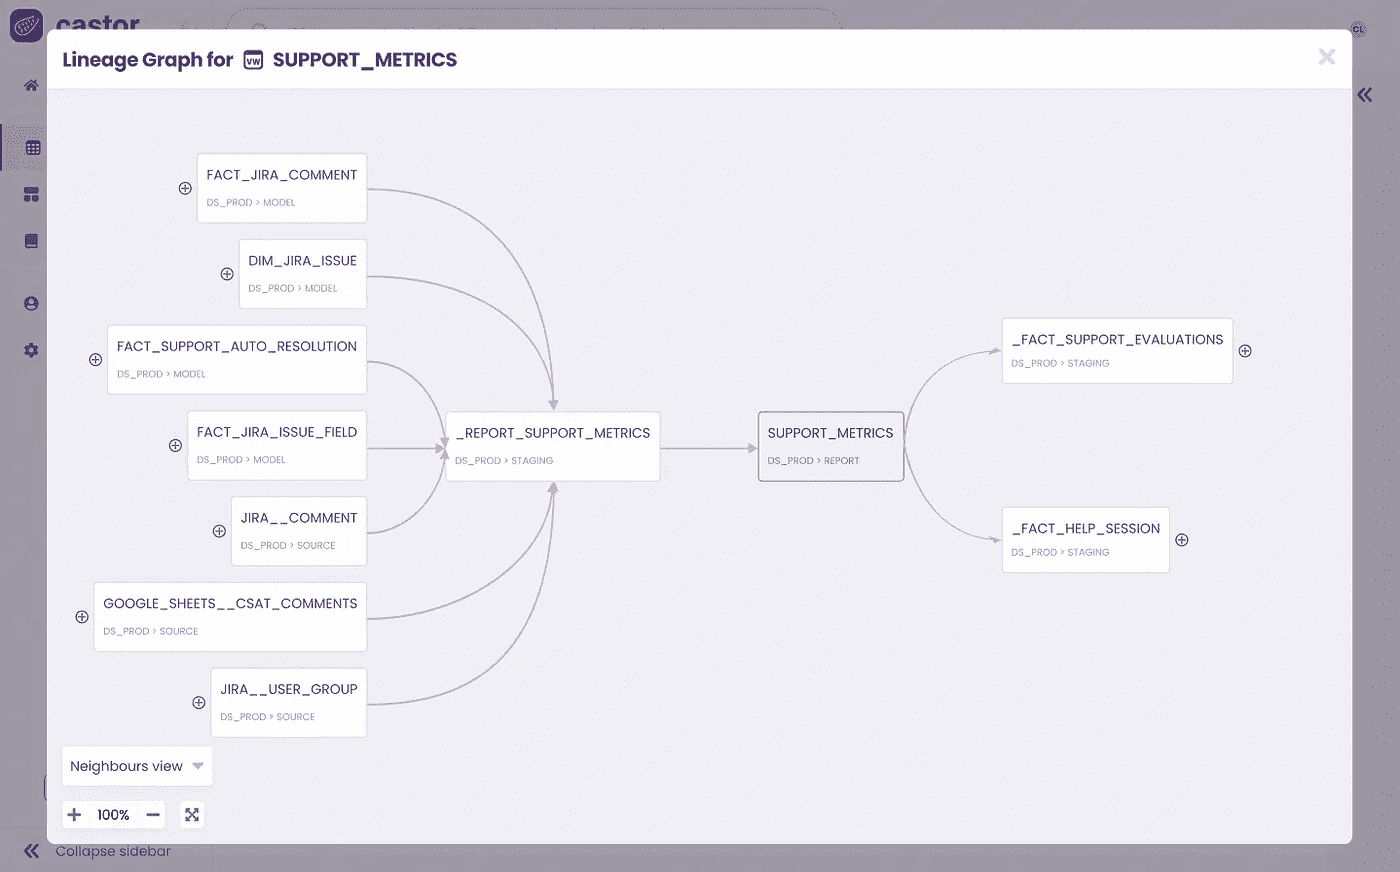 castor
CL
Lineage Graph for VW SUPPORT_METRICS
FACT_JIRA_COMMENT
DS_PROD > MODEL
DIM_JIRA_ISSUE
DS_PROD > MODEL
FACT_SUPPORT_AUTO_RESOLUTION
DS_PROD > MODEL
FACT_JIRA_ISSUE_FIELD
DS_PROD > MODEL
JIRA__COMMENT
DS_PROD > SOURCE
GOOGLE_SHEETS__CSAT_COMMENTS
DS_PROD > SOURCE
JIRA__USER_GROUP
DS_PROD > SOURCE
_REPORT_SUPPORT_METRICS
DS_PROD > STAGING
SUPPORT_METRICS
DS_PROD > REPORT
_FACT_SUPPORT_EVALUATIONS
DS_PROD > STAGING
_FACT_HELP_SESSION
DS_PROD > STAGING
Neighbours view
100%
Collapse sidebar